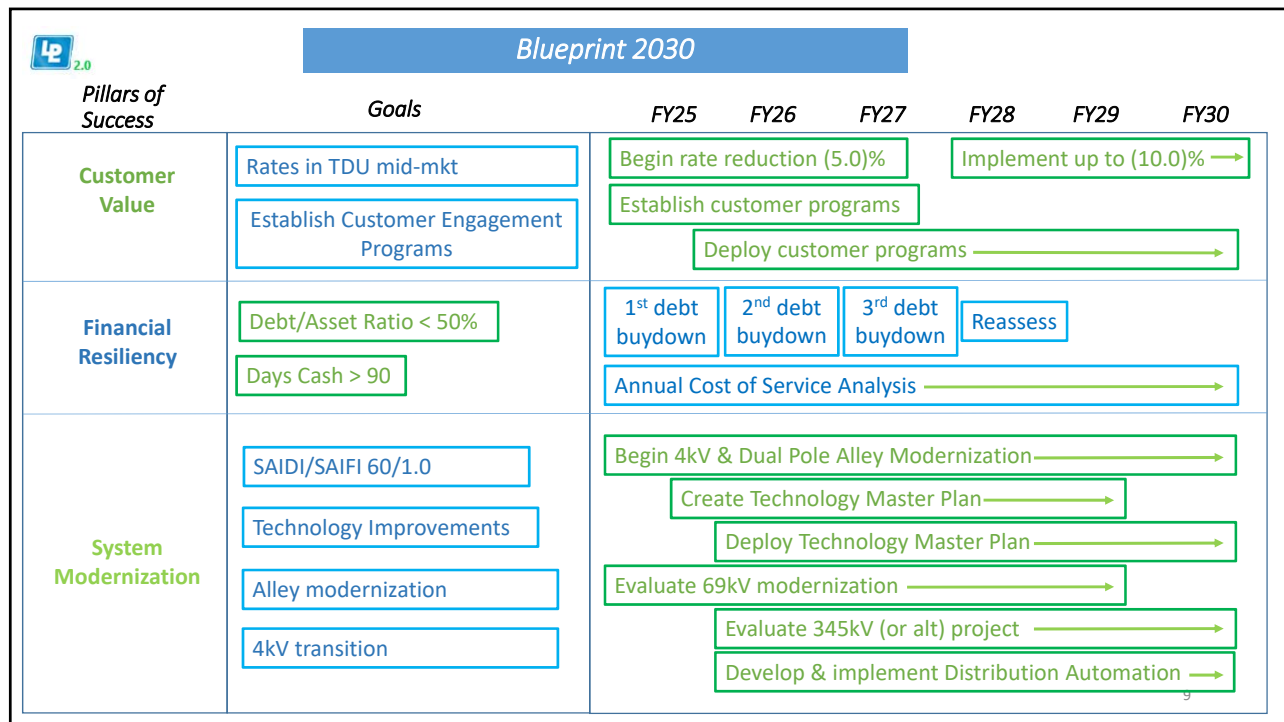 LP 2.0
Blueprint 2030
Pillars of
Success
Goals
FY25 FY26 FY27 FY28 FY29 FY30
Customer
Value
Rates in TDU mid-mkt
Establish Customer Engagement
Programs
Begin rate reduction (5.0)%
Implement up to (10.0)%
Establish customer programs
Deploy customer programs
Financial
Resiliency
Debt/Asset Ratio < 50%
Days Cash > 90
1st debt
buydown
2nd debt
buydown
3rd debt
buydown
Reassess
Annual Cost of Service Analysis
System
Modernization
SAIDI/SAIFI 60/1.0
Technology Improvements
Alley modernization
4kV transition
Begin 4kV & Dual Pole Alley Modernization
Create Technology Master Plan
Deploy Technology Master Plan
Evaluate 69kV modernization
Evaluate 345kV (or alt) project
Develop & implement Distribution Automation
9